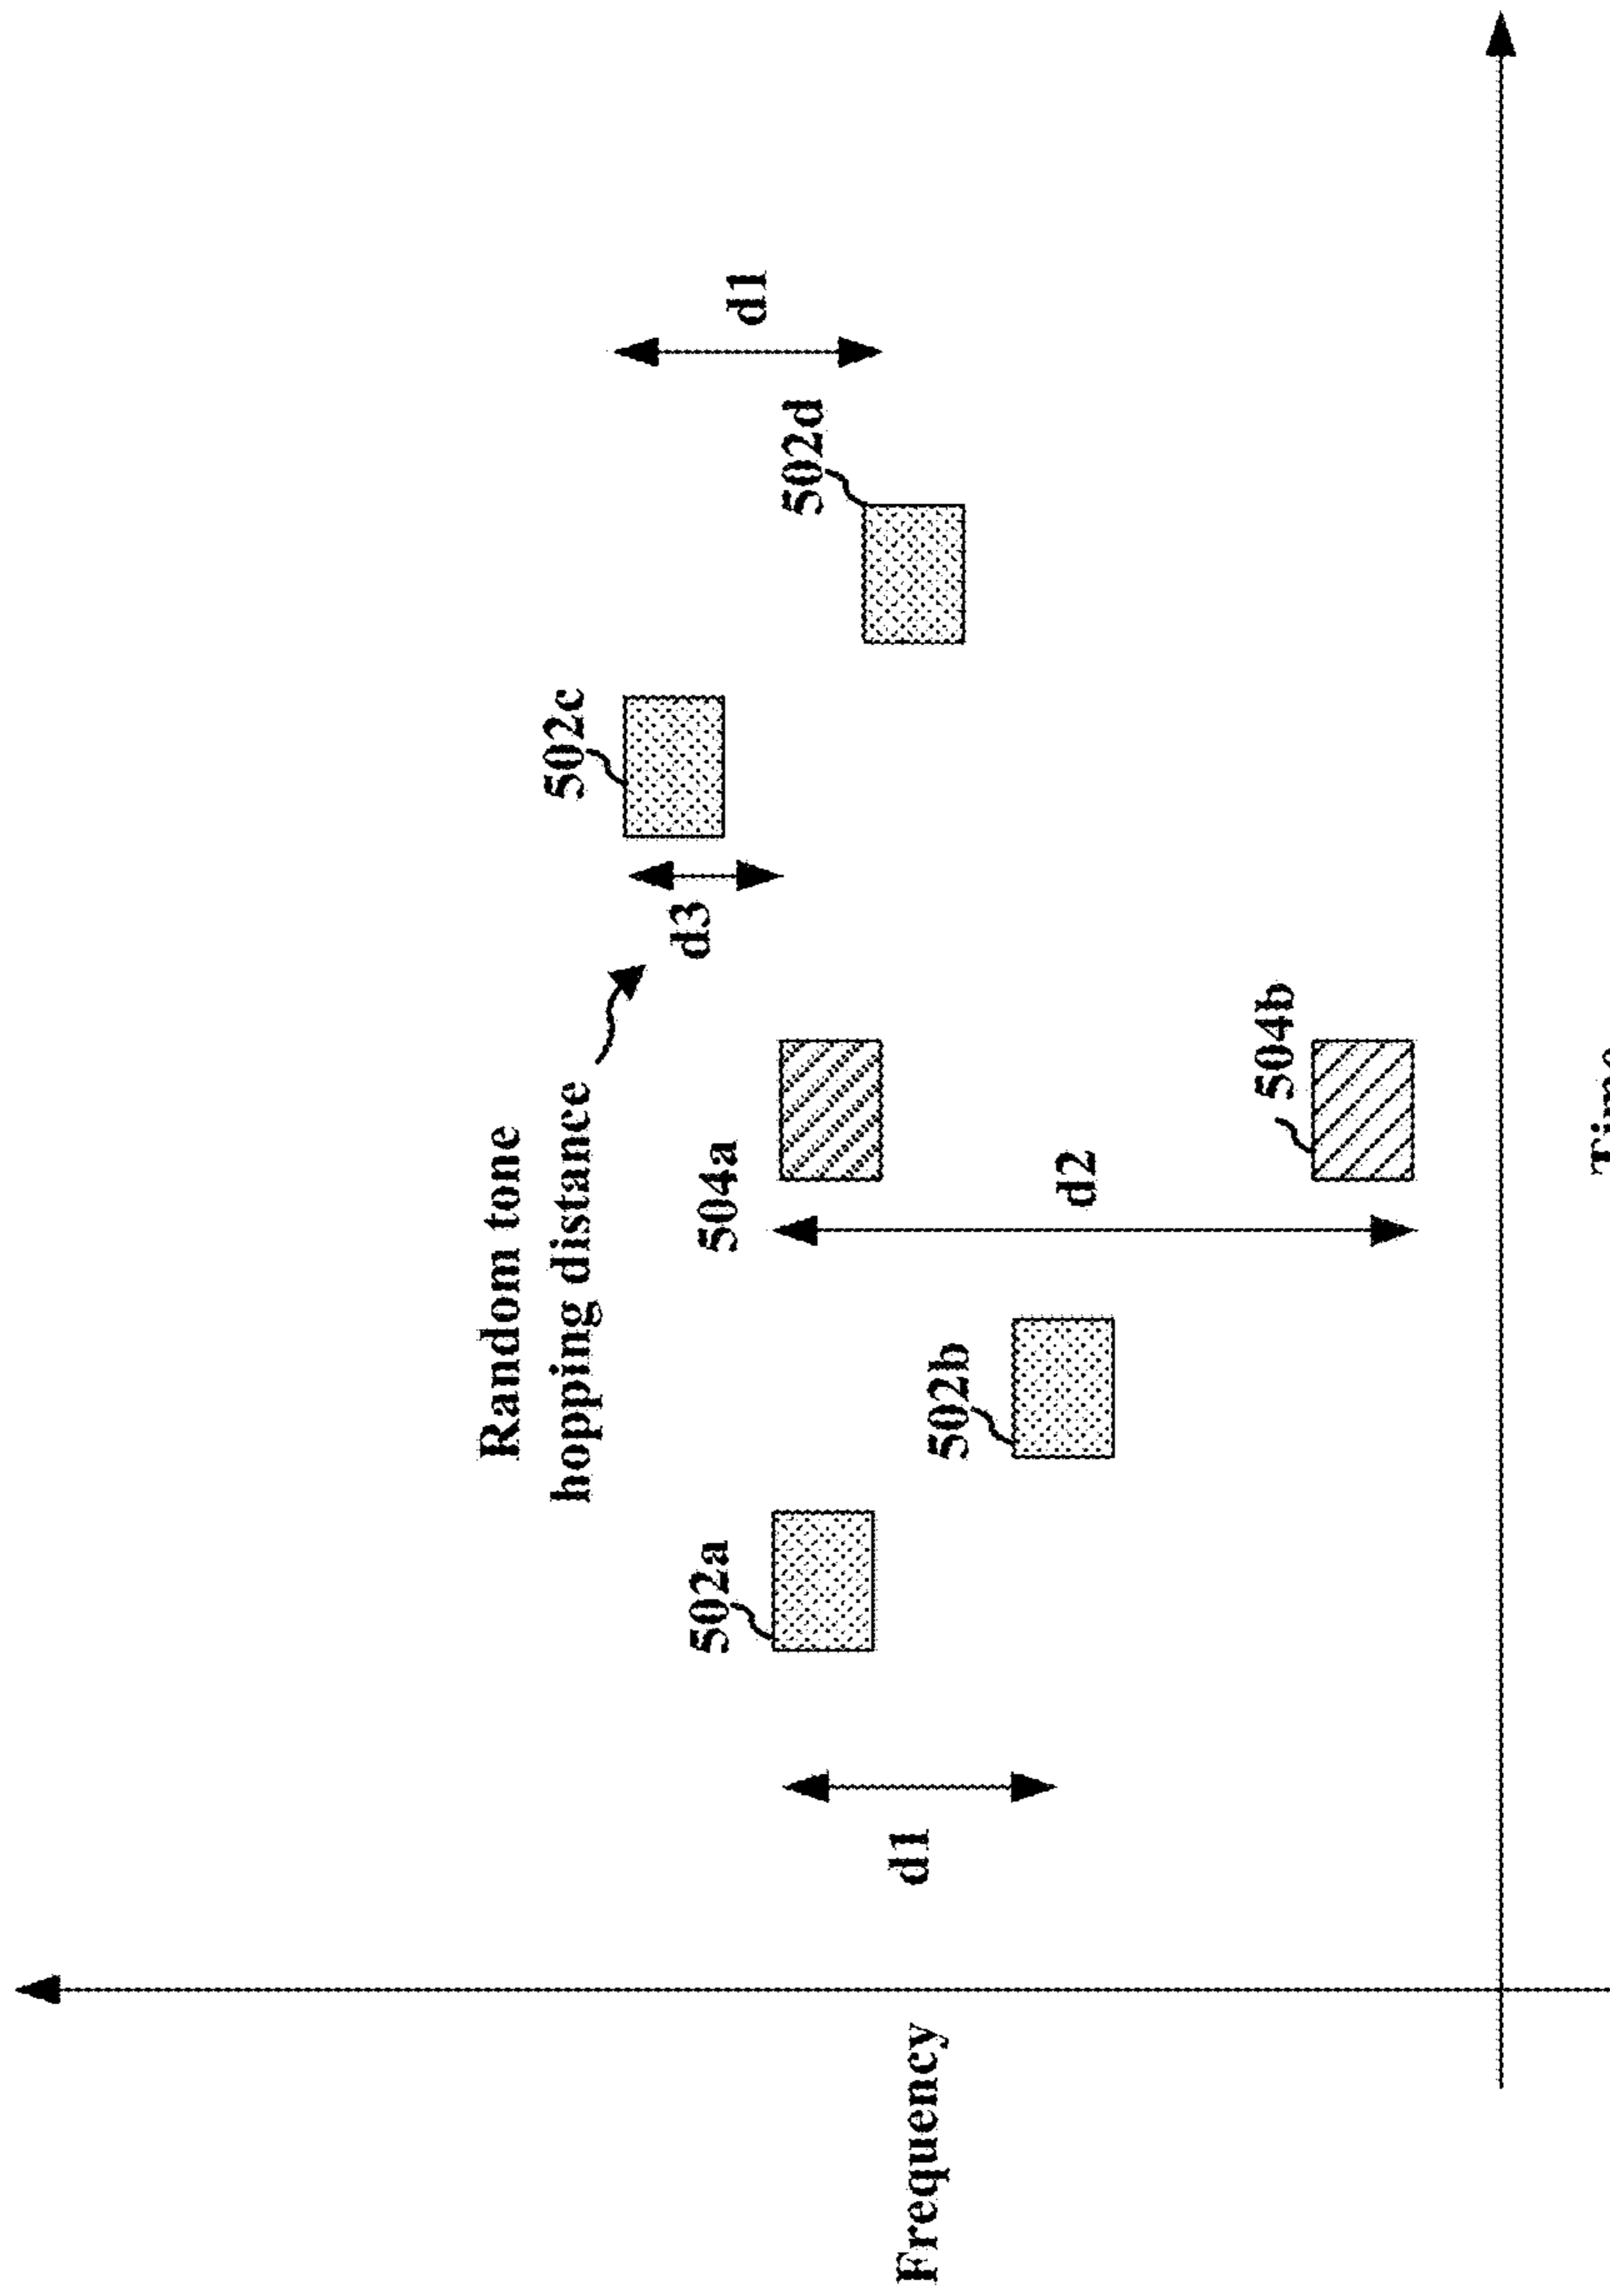 Frequency
d1
502a
502b
Random tone
hopping distance
504a
d2
504b
d3
502c
502d
d1